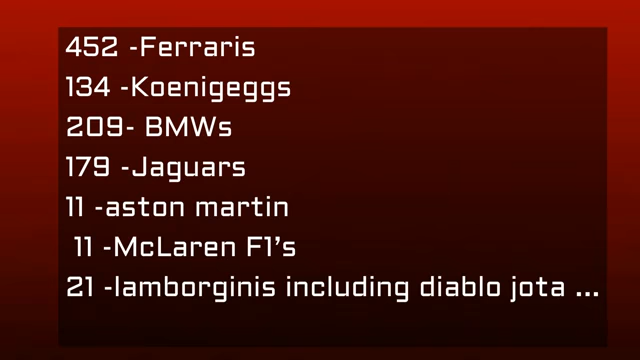 452 -Ferraris
134 -Koenigeggs
209- BMWs
179 -Jaguars
11 -aston martin
11 -McLaren F1's
21 -lamborginis including diablo jota ...